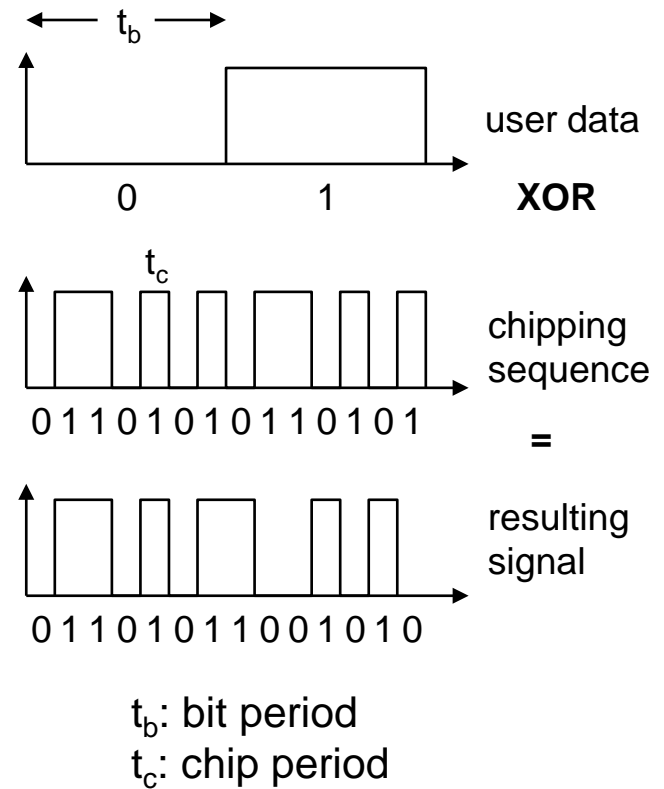 t_b
user data
0 1 XOR
t_c
chipping
sequence
0 1 1 0 1 0 1 0 1 1 0 1 0 1
=
resulting
signal
0 1 1 0 1 0 1 1 0 0 1 0 1 0
t_b: bit period
t_c: chip period